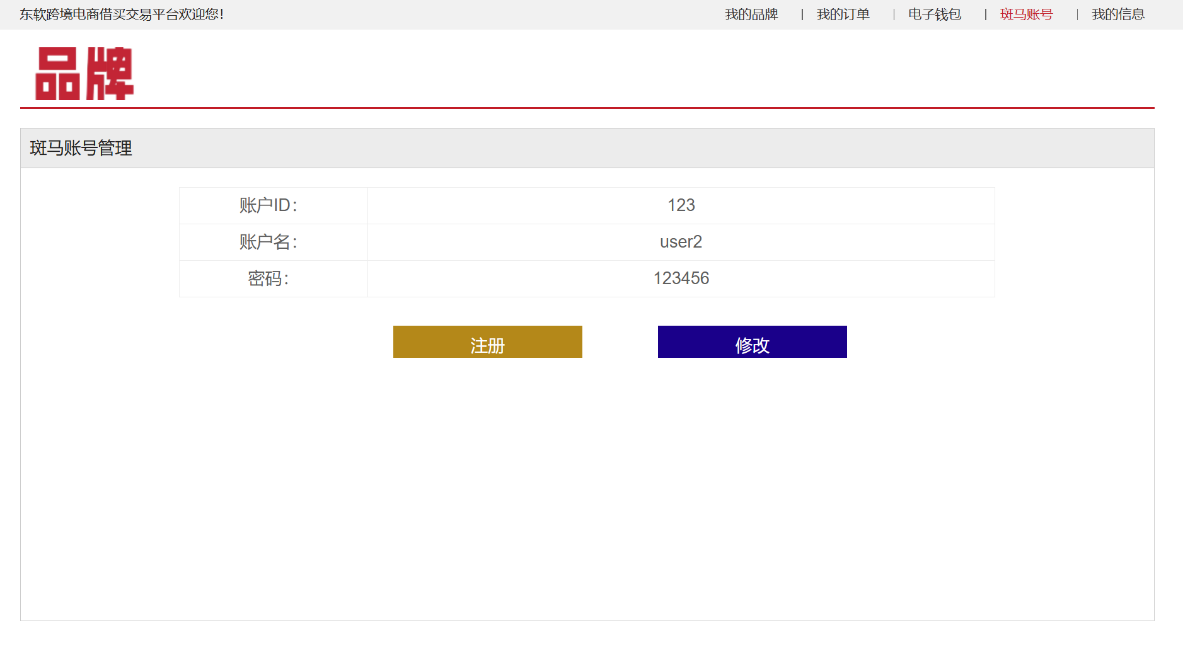 东软跨境电商借买交易平台欢迎您!
我的品牌 | 我的订单 | 电子钱包 | 斑马账号 | 我的信息
品牌
斑马账号管理
账户ID: 123
账户名: user2
密码: 123456
注册 修改